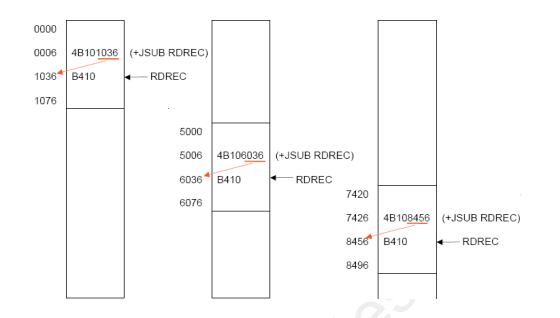 0000
0006 4B101036 (+JSUB RDREC)
1036 B410 RDREC
1076
5000
5006 4B106036 (+JSUB RDREC)
6036 B410 RDREC
6076
7420
7426 4B108456 (+JSUB RDREC)
8456 B410 RDREC
8496